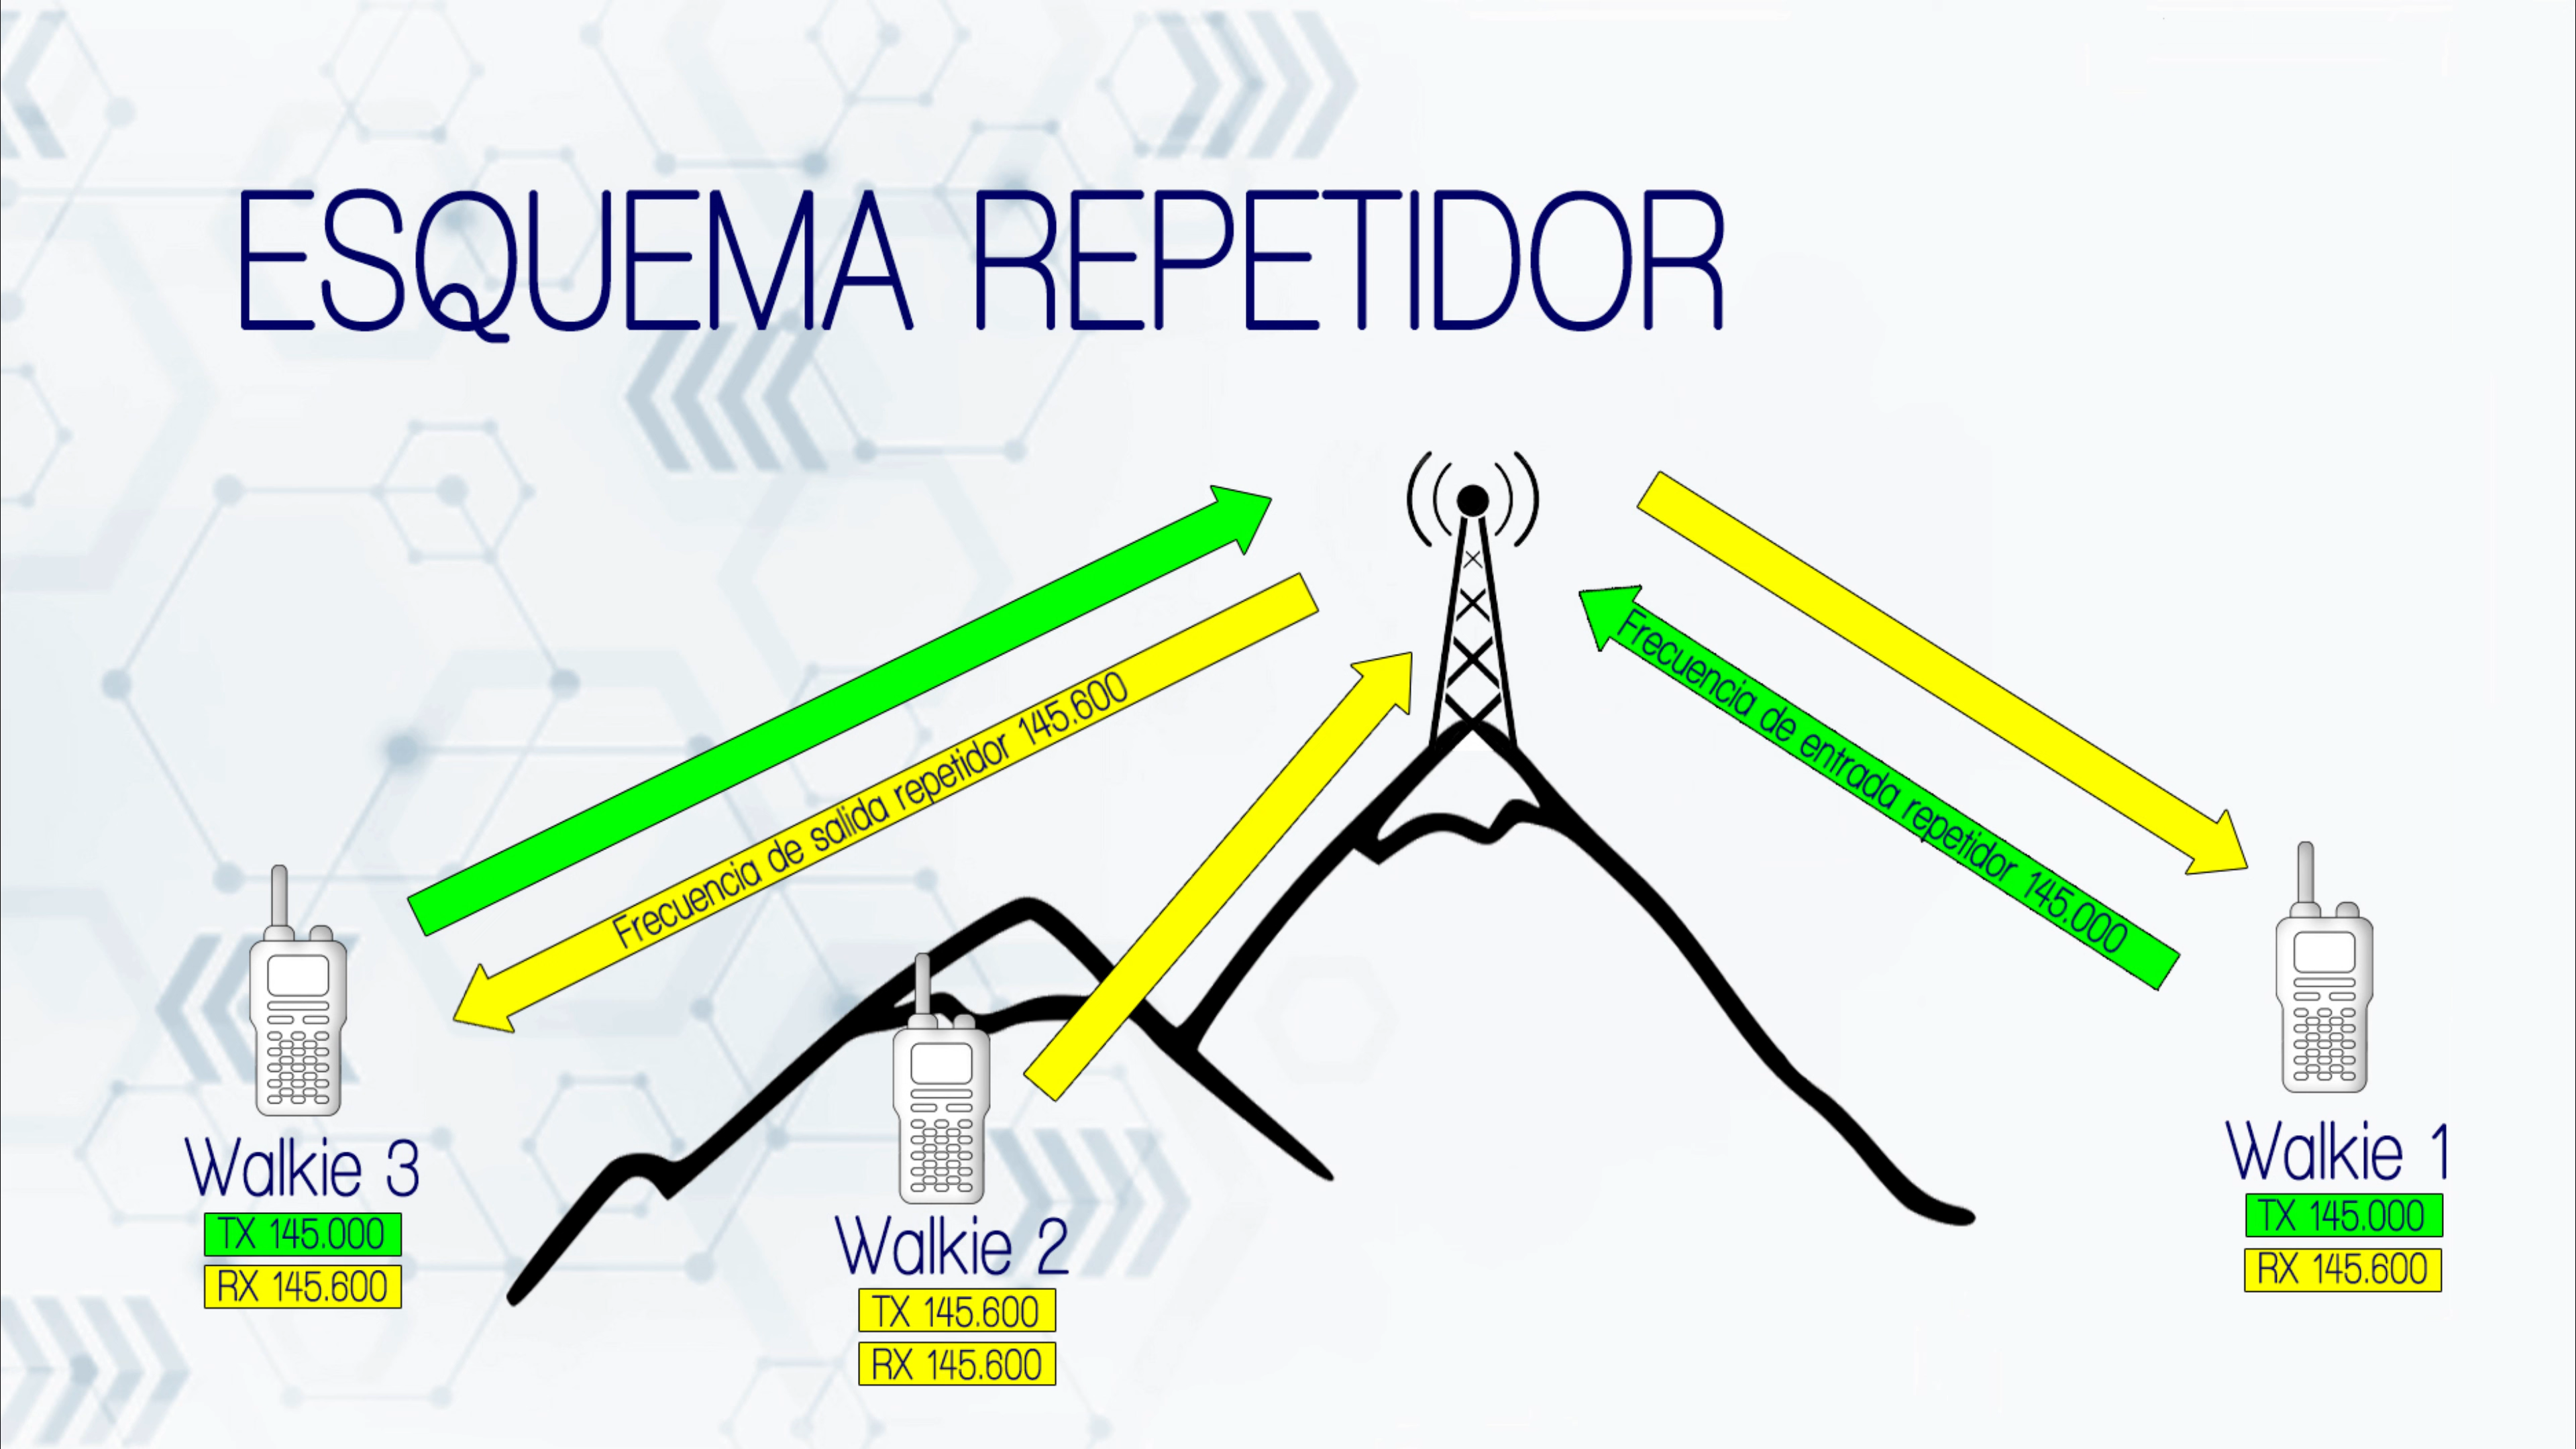 ESQUEMA REPETIDOR
Frecuencia de salida repetidor 145.600
Frecuencia de entrada repetidor 145.000
Walkie 3
TX 145.000
RX 145.600
Walkie 2
TX 145.600
RX 145.600
Walkie 1
TX 145.000
RX 145.600